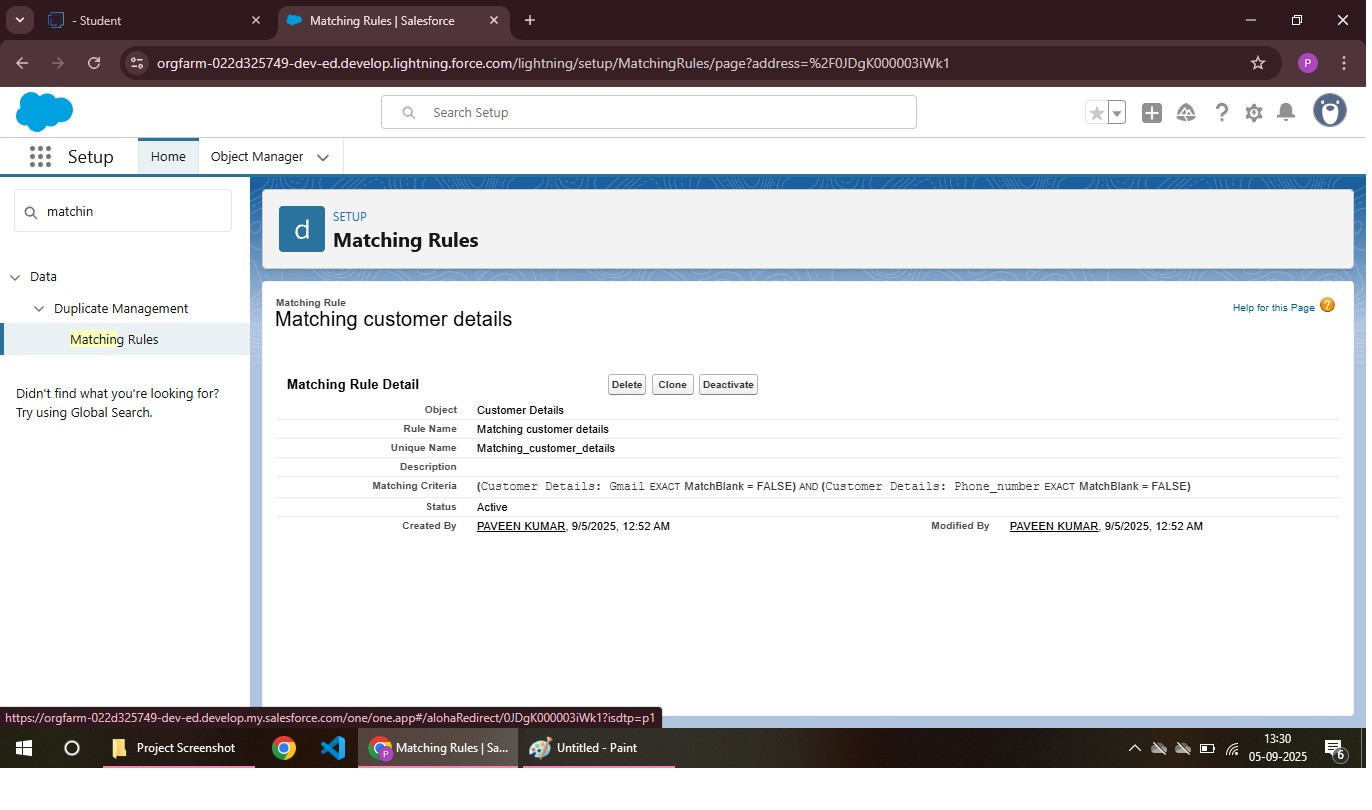 - Student
Matching Rules | Salesforce
orgfarm-022d325749-dev-ed.develop.lightning.force.com/lightning/setup/MatchingRules/page?address=%2F0JDgK000003iWk1
P
Search Setup
Setup
Home
Object Manager
matchin
Data
Duplicate Management
Matching Rules
Didn't find what you're looking for?
Try using Global Search.
d
SETUP
Matching Rules
Matching Rule
Matching customer details
Help for this Page ?
Matching Rule Detail
Delete Clone Deactivate
Object Customer Details
Rule Name Matching customer details
Unique Name Matching_customer_details
Description
Matching Criteria (Customer Details: Gmail EXACT MatchBlank = FALSE) AND (Customer Details: Phone_number EXACT MatchBlank = FALSE)
Status Active
Created By PAVEEN KUMAR, 9/5/2025, 12:52 AM Modified By PAVEEN KUMAR, 9/5/2025, 12:52 AM
https://orgfarm-022d325749-dev-ed.develop.my.salesforce.com/one/one.app#/alohaRedirect/0JDgK000003iWk1?isdtp=p1
Project Screenshot
P
Matching Rules | Sa...
Untitled - Paint
13:30
05-09-2025
6